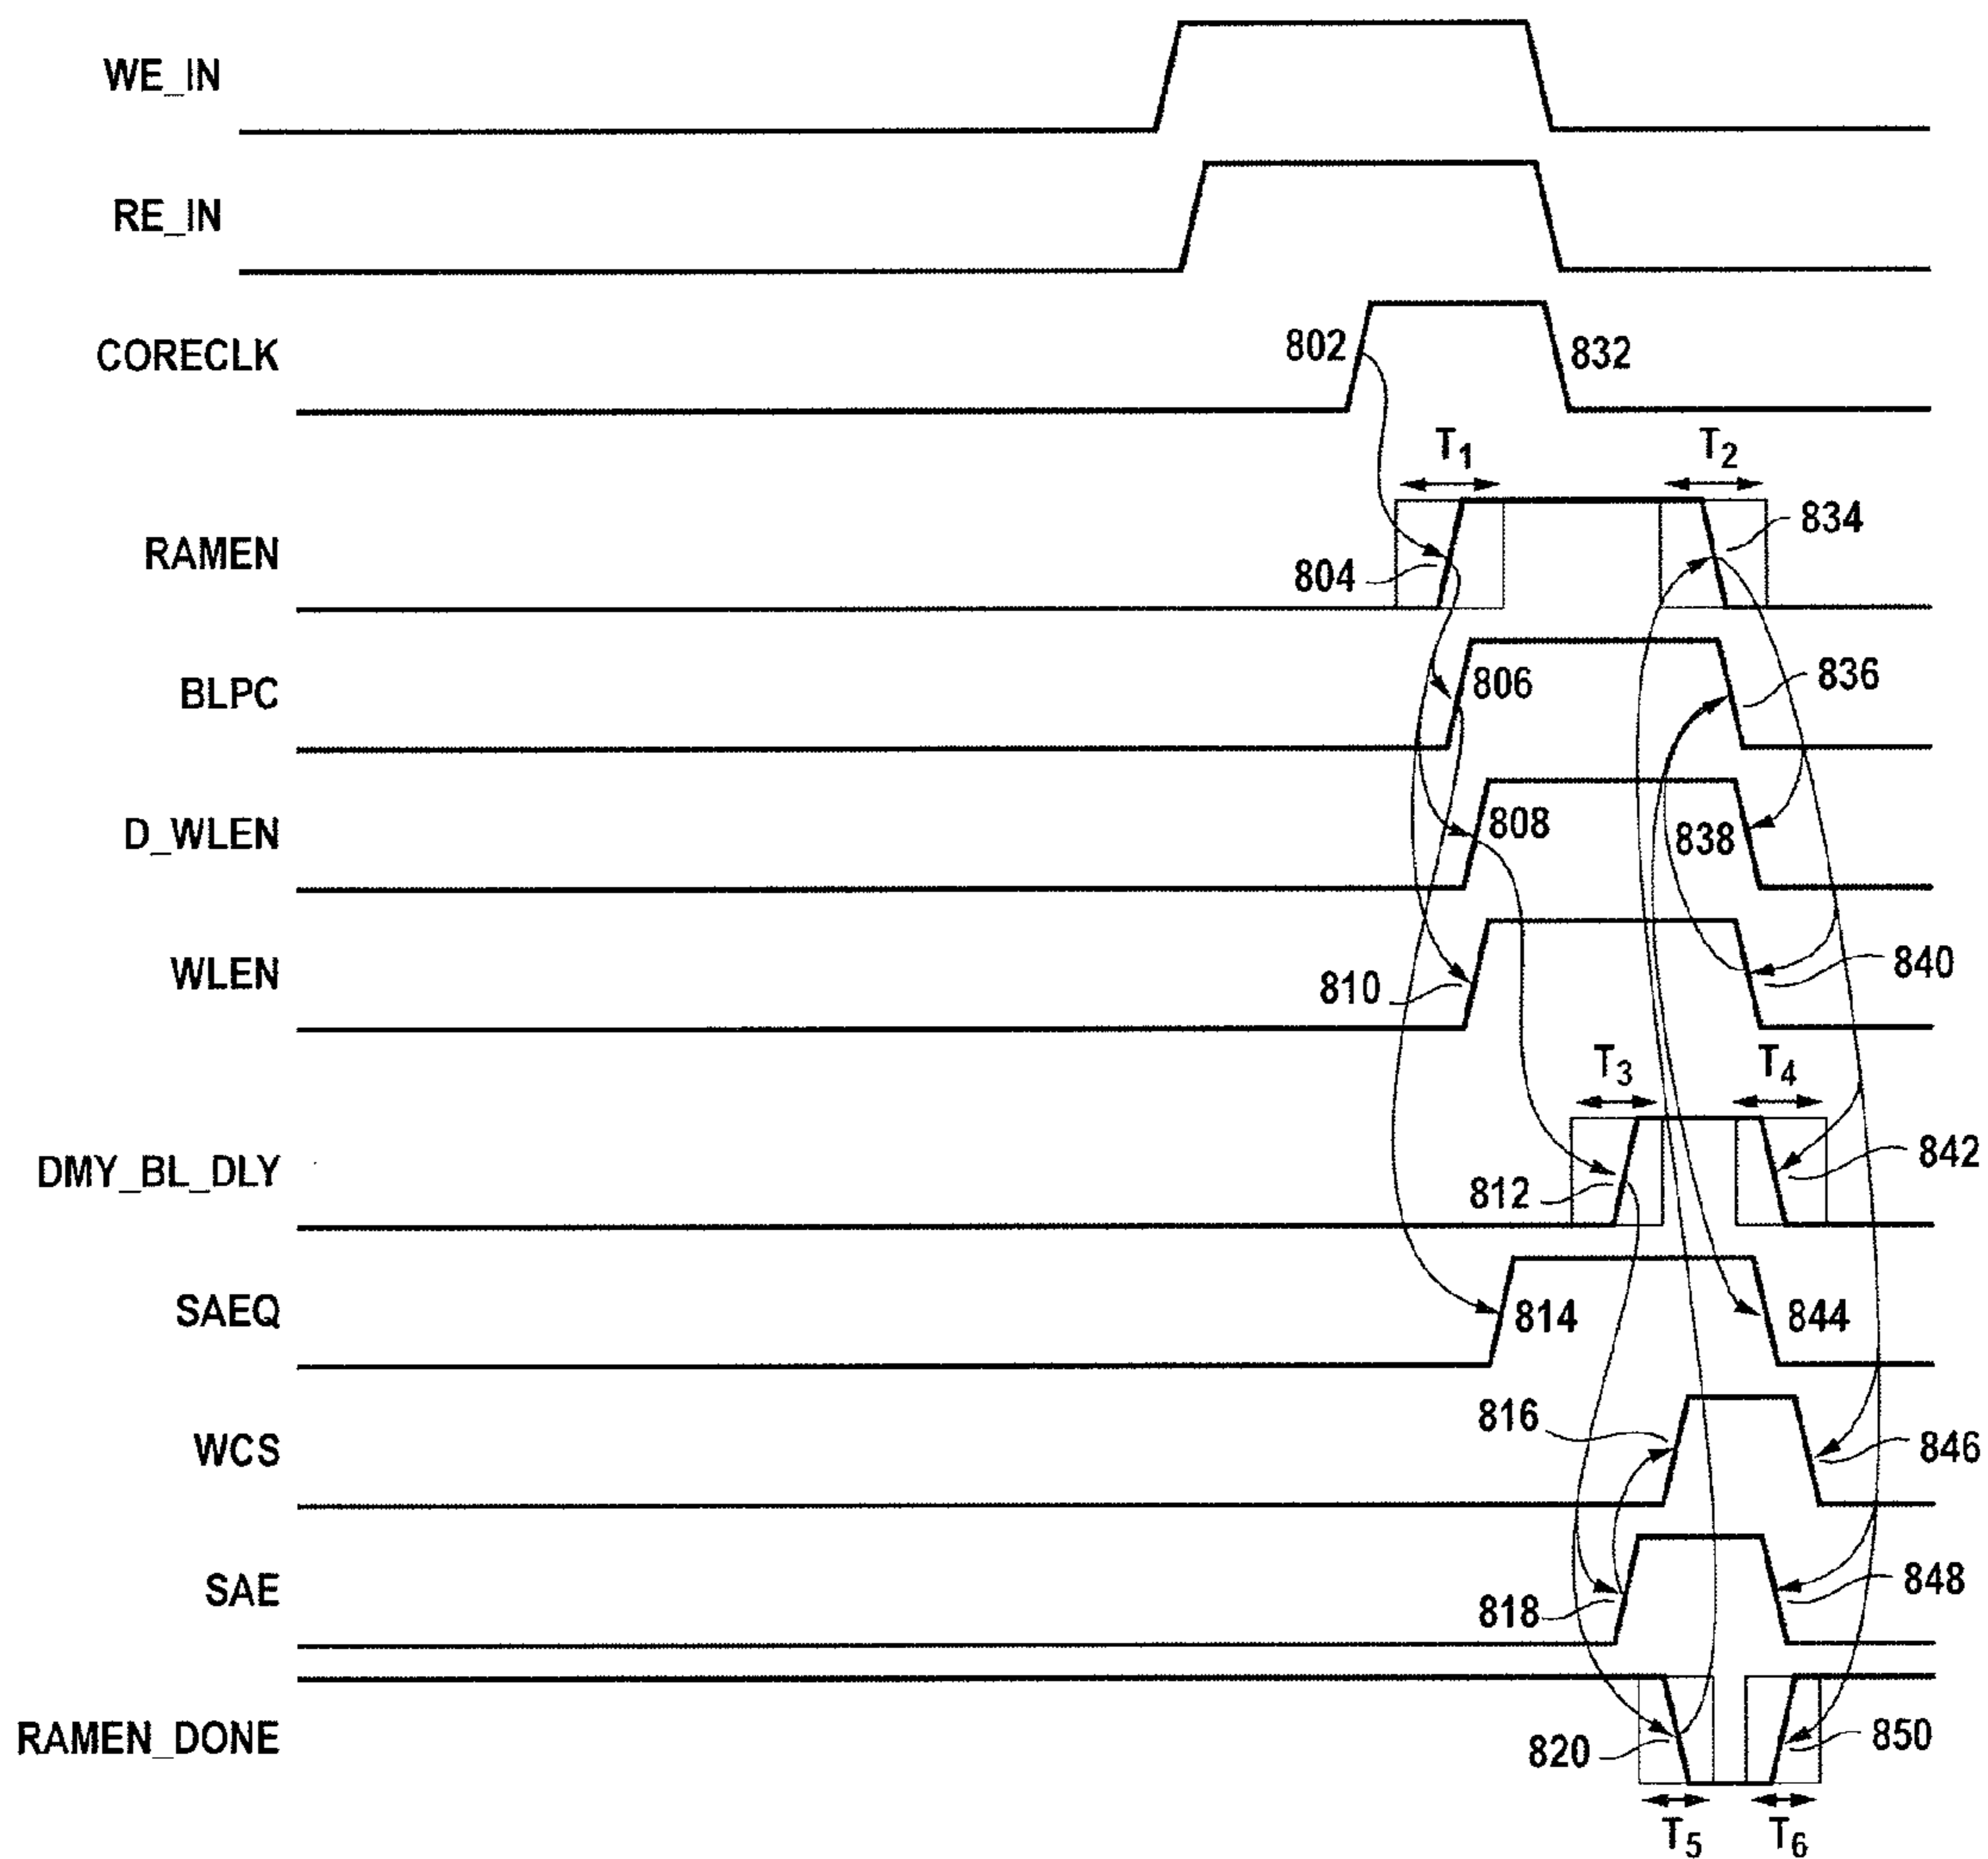 WE_IN
RE_IN
CORECLK
802
832
T1
T2
RAMEN
804
834
BLPC
806
836
D_WLEN
808
838
WLEN
810
840
T3
T4
DMY_BL_DLY
812
842
SAEQ
814
844
WCS
816
846
SAE
818
848
RAMEN_DONE
820
850
T5
T6